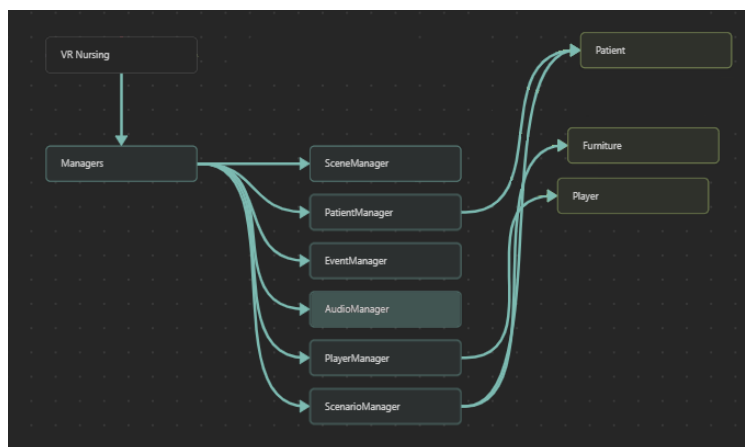 VR Nursing
Patient
Managers
SceneManager
Furniture
PatientManager
Player
EventManager
AudioManager
PlayerManager
ScenarioManager